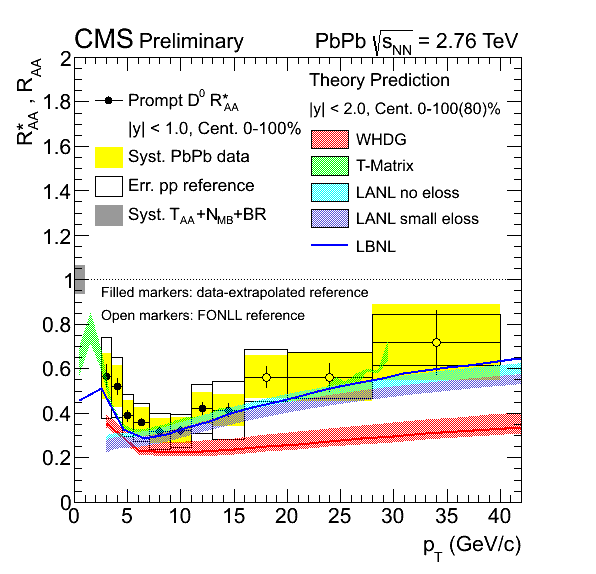 CMS Preliminary
PbPb √s_NN = 2.76 TeV
R*_AA , R_AA
2
1.8
1.6
1.4
1.2
1
0.8
0.6
0.4
0.2
0
Prompt D^0 R*_AA
|y| < 1.0, Cent. 0-100%
Syst. PbPb data
Err. pp reference
Syst. T_AA+N_MB+BR
Theory Prediction
|y| < 2.0, Cent. 0-100(80)%
WHDG
T-Matrix
LANL no eloss
LANL small eloss
LBNL
Filled markers: data-extrapolated reference
Open markers: FONLL reference
0 5 10 15 20 25 30 35 40
p_T (GeV/c)